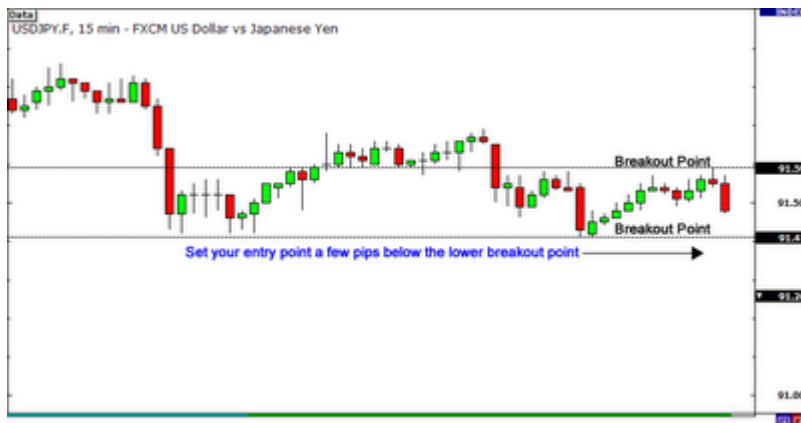 Data
USDJPY.F, 15 min - FXCM US Dollar vs Japanese Yen
Breakout Point
91.50
Breakout Point
Set your entry point a few pips below the lower breakout point